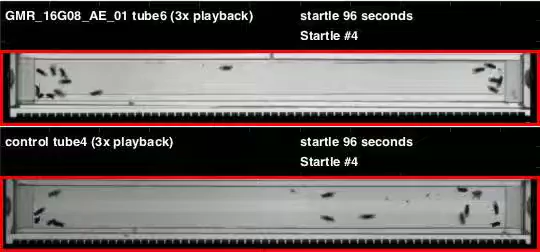 GMR_16G08_AE_01 tube6 (3x playback)
startle 96 seconds
Startle #4
control tube4 (3x playback)
startle 96 seconds
Startle #4